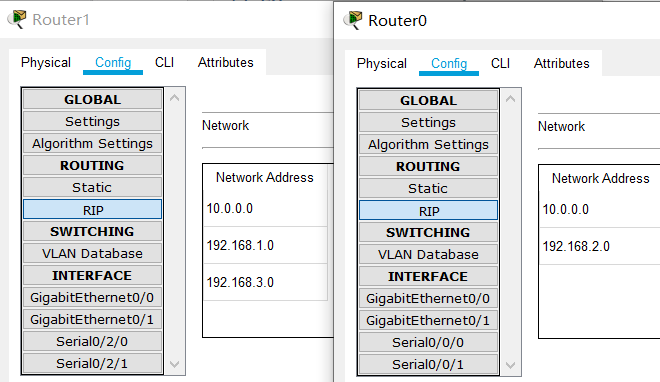 Router1
Physical Config CLI Attributes
GLOBAL
Settings
Algorithm Settings
ROUTING
Static
RIP
SWITCHING
VLAN Database
INTERFACE
GigabitEthernet0/0
GigabitEthernet0/1
Serial0/2/0
Serial0/2/1
Network
Network Address
10.0.0.0
192.168.1.0
192.168.3.0
Router0
Physical Config CLI Attributes
GLOBAL
Settings
Algorithm Settings
ROUTING
Static
RIP
SWITCHING
VLAN Database
INTERFACE
GigabitEthernet0/0
GigabitEthernet0/1
Serial0/0/0
Serial0/0/1
Network
Network Address
10.0.0.0
192.168.2.0